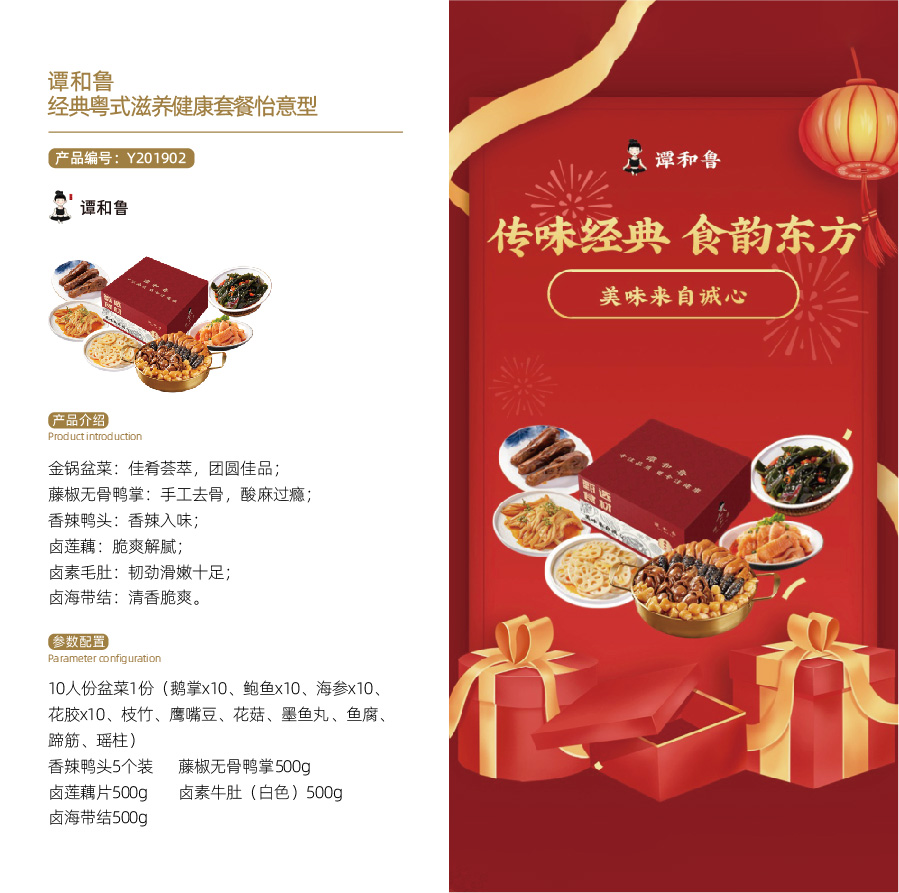 谭和鲁
经典粤式滋养健康套餐怡意型
产品编号：Y201902
谭和鲁
谭和鲁
产品介绍
Product introduction
金锅盆菜：佳肴荟萃，团圆佳品；
藤椒无骨鸭掌：手工去骨，酸麻过瘾；
香辣鸭头：香辣入味；
卤莲藕：脆爽解腻；
卤素毛肚：韧劲滑嫩十足；
卤海带结：清香脆爽。
参数配置
Parameter configuration
10人份盆菜1份（鹅掌x10、鲍鱼x10、海参x10、
花胶x10、枝竹、鹰嘴豆、花菇、墨鱼丸、鱼腐、
蹄筋、瑶柱）
香辣鸭头5个装 藤椒无骨鸭掌500g
卤莲藕片500g 卤素牛肚（白色）500g
卤海带结500g
谭和鲁
传味经典 食韵东方
美味来自诚心
谭和鲁
甄选
食材